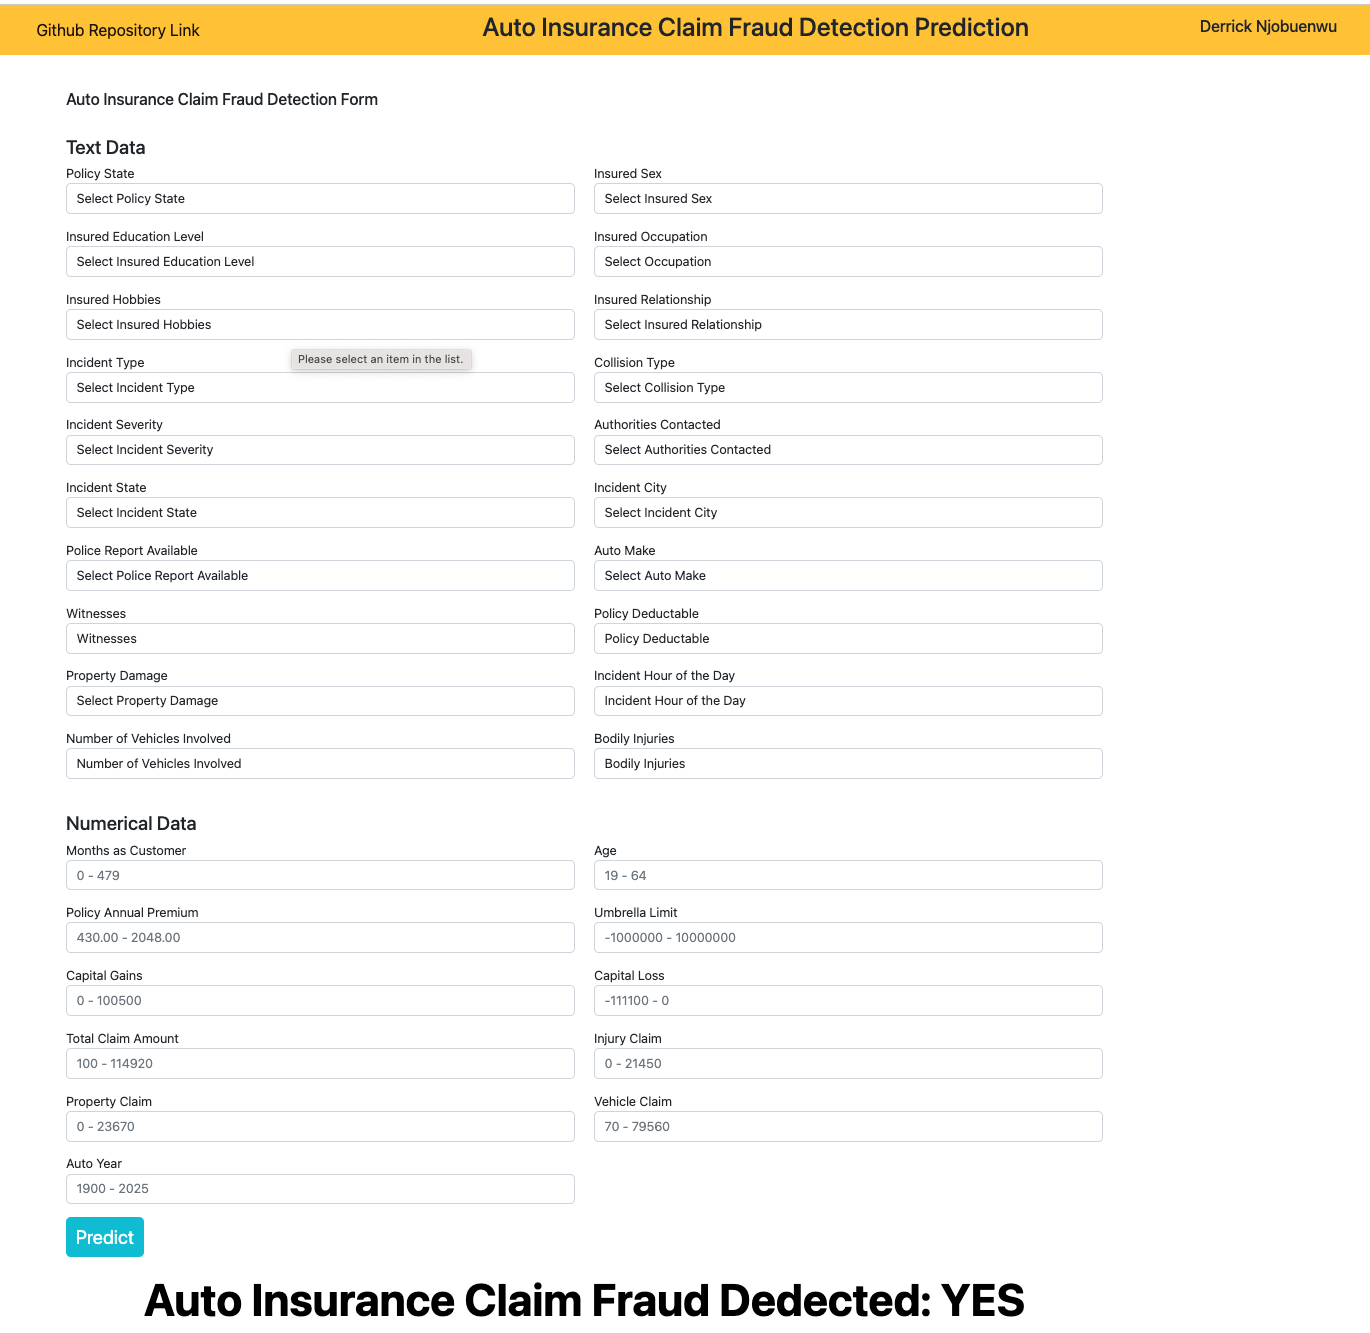 Github Repository Link Auto Insurance Claim Fraud Detection Prediction Derrick Njobuenwu
Auto Insurance Claim Fraud Detection Form
Text Data
Policy State Insured Sex
Select Policy State Select Insured Sex
Insured Education Level Insured Occupation
Select Insured Education Level Select Occupation
Insured Hobbies Insured Relationship
Select Insured Hobbies Select Insured Relationship
Please select an item in the list.
Incident Type Collision Type
Select Incident Type Select Collision Type
Incident Severity Authorities Contacted
Select Incident Severity Select Authorities Contacted
Incident State Incident City
Select Incident State Select Incident City
Police Report Available Auto Make
Select Police Report Available Select Auto Make
Witnesses Policy Deductable
Witnesses Policy Deductable
Property Damage Incident Hour of the Day
Select Property Damage Incident Hour of the Day
Number of Vehicles Involved Bodily Injuries
Number of Vehicles Involved Bodily Injuries
Numerical Data
Months as Customer Age
0 - 479 19 - 64
Policy Annual Premium Umbrella Limit
430.00 - 2048.00 -1000000 - 10000000
Capital Gains Capital Loss
0 - 100500 -111100 - 0
Total Claim Amount Injury Claim
100 - 114920 0 - 21450
Property Claim Vehicle Claim
0 - 23670 70 - 79560
Auto Year
1900 - 2025
Predict
Auto Insurance Claim Fraud Dedected: YES